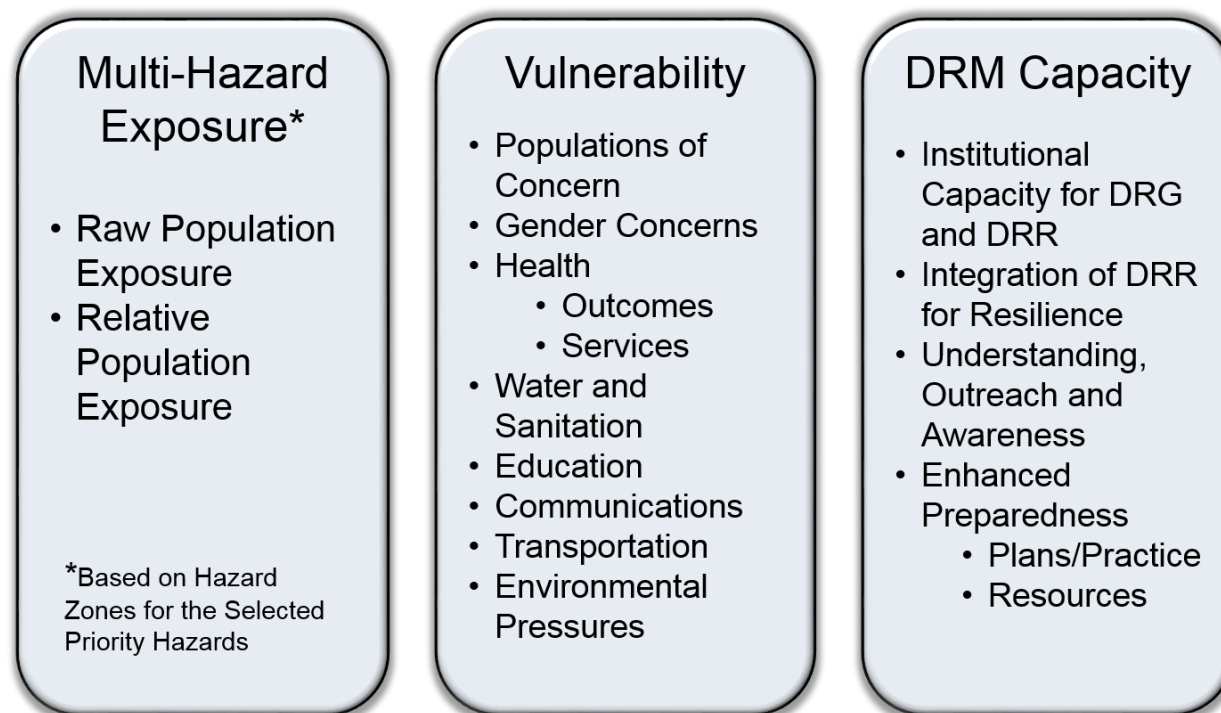 Multi-Hazard
Exposure*
• Raw Population
Exposure
• Relative
Population
Exposure
*Based on Hazard
Zones for the Selected
Priority Hazards
Vulnerability
• Populations of
Concern
• Gender Concerns
• Health
• Outcomes
• Services
• Water and
Sanitation
• Education
• Communications
• Transportation
• Environmental
Pressures
DRM Capacity
• Institutional
Capacity for DRG
and DRR
• Integration of DRR
for Resilience
• Understanding,
Outreach and
Awareness
• Enhanced
Preparedness
• Plans/Practice
• Resources